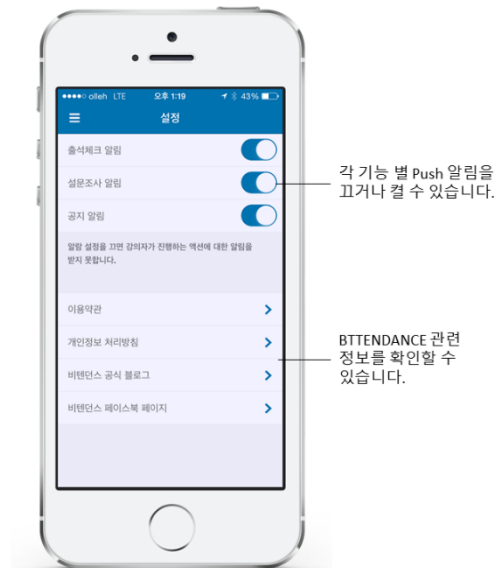 olleh LTE 오후 1:19 43%
설정
출석체크 알림
설문조사 알림
공지 알림
알람 설정을 끄면 강의자가 진행하는 액션에 대한 알림을
받지 못합니다.
이용약관
개인정보 처리방침
비텐던스 공식 블로그
비텐던스 페이스북 페이지
각 기능 별 Push 알림을
끄거나 켤 수 있습니다.
BTTENDANCE 관련
정보를 확인할 수
있습니다.